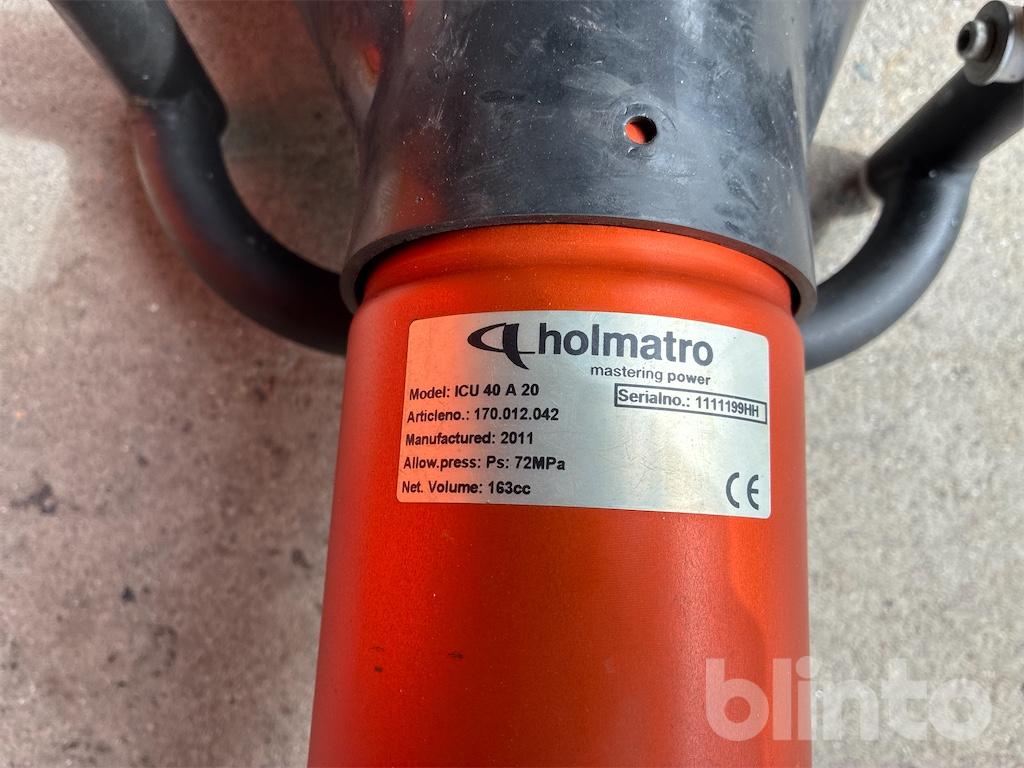 holmatro
mastering power
Model: ICU 40 A 20
Serialno.: 1111199HH
Articleno.: 170.012.042
Manufactured: 2011
Allow.press: Ps: 72MPa
Net. Volume: 163cc
CE
blinto